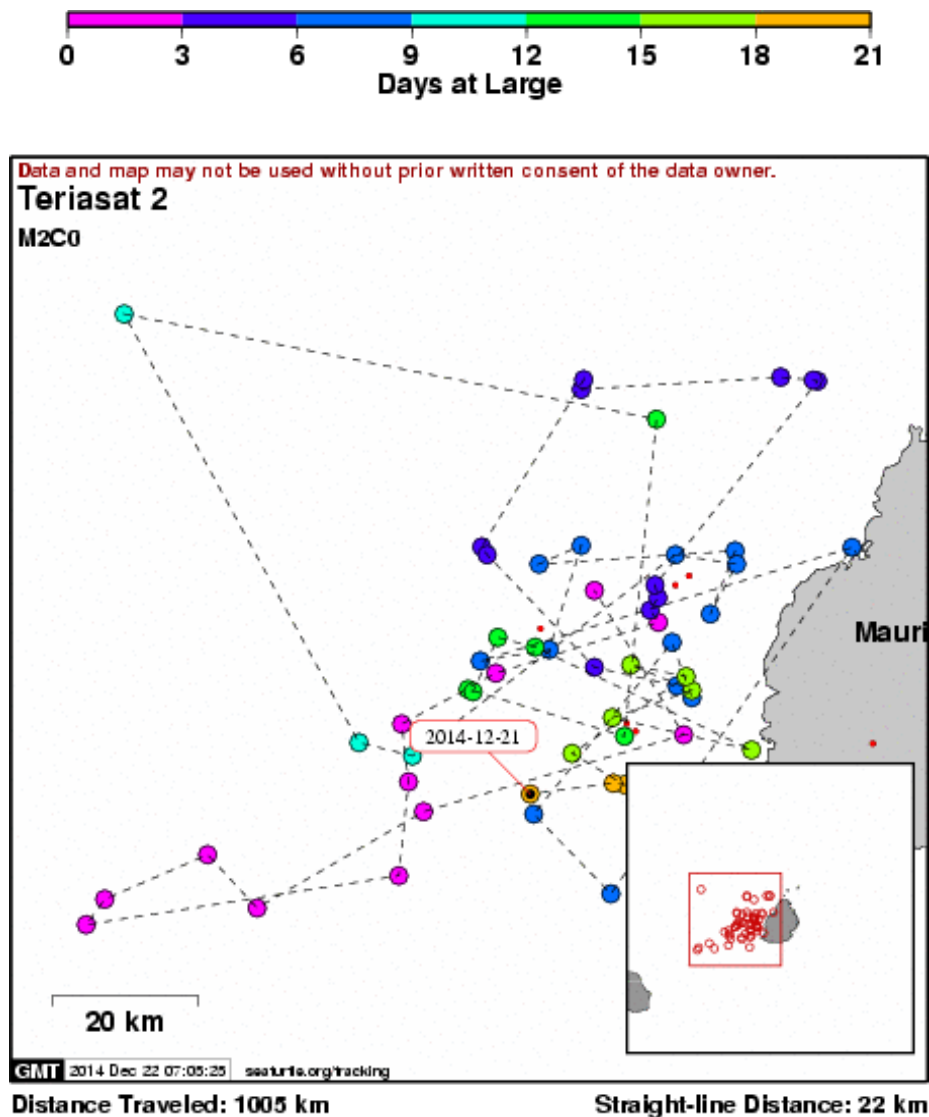 0 3 6 9 12 15 18 21
Days at Large
Data and map may not be used without prior written consent of the data owner.
Teriasat 2
M2C0
Mauri
2014-12-21
20 km
GMT 2014 Dec 22 07:05:25 seaturtle.org/tracking
Distance Traveled: 1005 km Straight-line Distance: 22 km